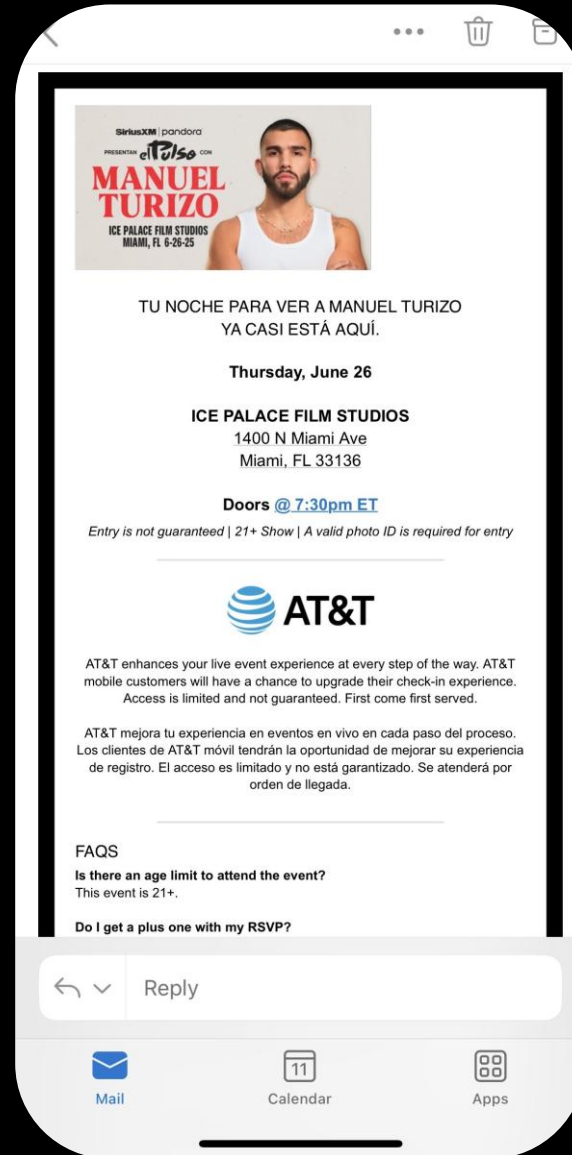 SiriusXM | pandora
PRESENTAN el Pulso CON
MANUEL
TURIZO
ICE PALACE FILM STUDIOS
MIAMI, FL 6-26-25
TU NOCHE PARA VER A MANUEL TURIZO
YA CASI ESTÁ AQUÍ.
Thursday, June 26
ICE PALACE FILM STUDIOS
1400 N Miami Ave
Miami, FL 33136
Doors @ 7:30pm ET
Entry is not guaranteed | 21+ Show | A valid photo ID is required for entry
AT&T
AT&T enhances your live event experience at every step of the way. AT&T
mobile customers will have a chance to upgrade their check-in experience.
Access is limited and not guaranteed. First come first served.
AT&T mejora tu experiencia en eventos en vivo en cada paso del proceso.
Los clientes de AT&T móvil tendrán la oportunidad de mejorar su experiencia
de registro. El acceso es limitado y no está garantizado. Se atenderá por
orden de llegada.
FAQS
Is there an age limit to attend the event?
This event is 21+.
Do I get a plus one with my RSVP?
Reply
11
Mail
Calendar
Apps